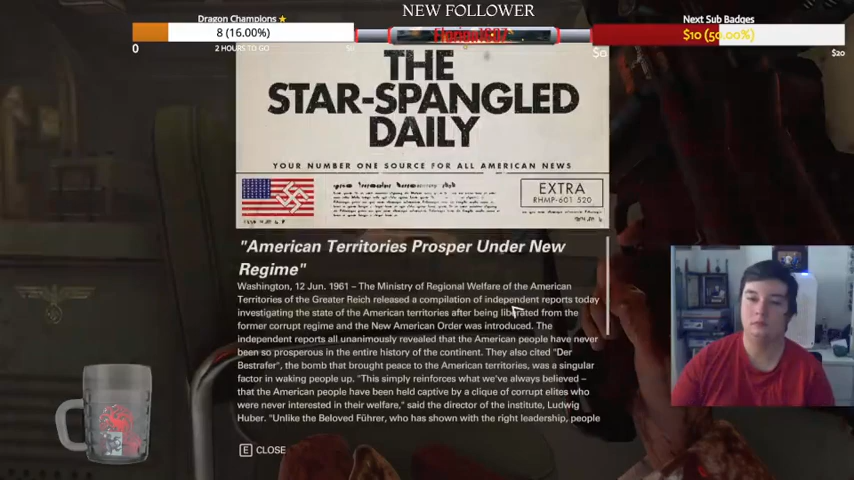 NEW FOLLOWER
Dragon Champions
Next Sub Badges
8 (16.00%)
$10 (50.00%)
0
2 HOURS TO GO
$0
$20
THE
STAR-SPANGLED
DAILY
YOUR NUMBER ONE SOURCE FOR ALL AMERICAN NEWS
EXTRA
RHMP-601 520
"American Territories Prosper Under New
Regime"
Washington, 12 Jun. 1961 – The Ministry of Regional Welfare of the American
Territories of the Greater Reich released a compilation of independent reports today
investigating the state of the American territories after being liberated from the
former corrupt regime and the New American Order was introduced. The
independent reports all unanimously revealed that the American people have never
been so prosperous in the entire history of the continent. They also cited "Der
Bestrafer", the bomb that brought peace to the American territories, was a singular
factor in waking people up. "This simply reinforces what we've always believed –
that the American people have been held captive by a clique of corrupt elites who
were never interested in their welfare," said the director of the institute, Ludwig
Huber. "Unlike the Beloved Führer, who has shown with the right leadership, people
E CLOSE